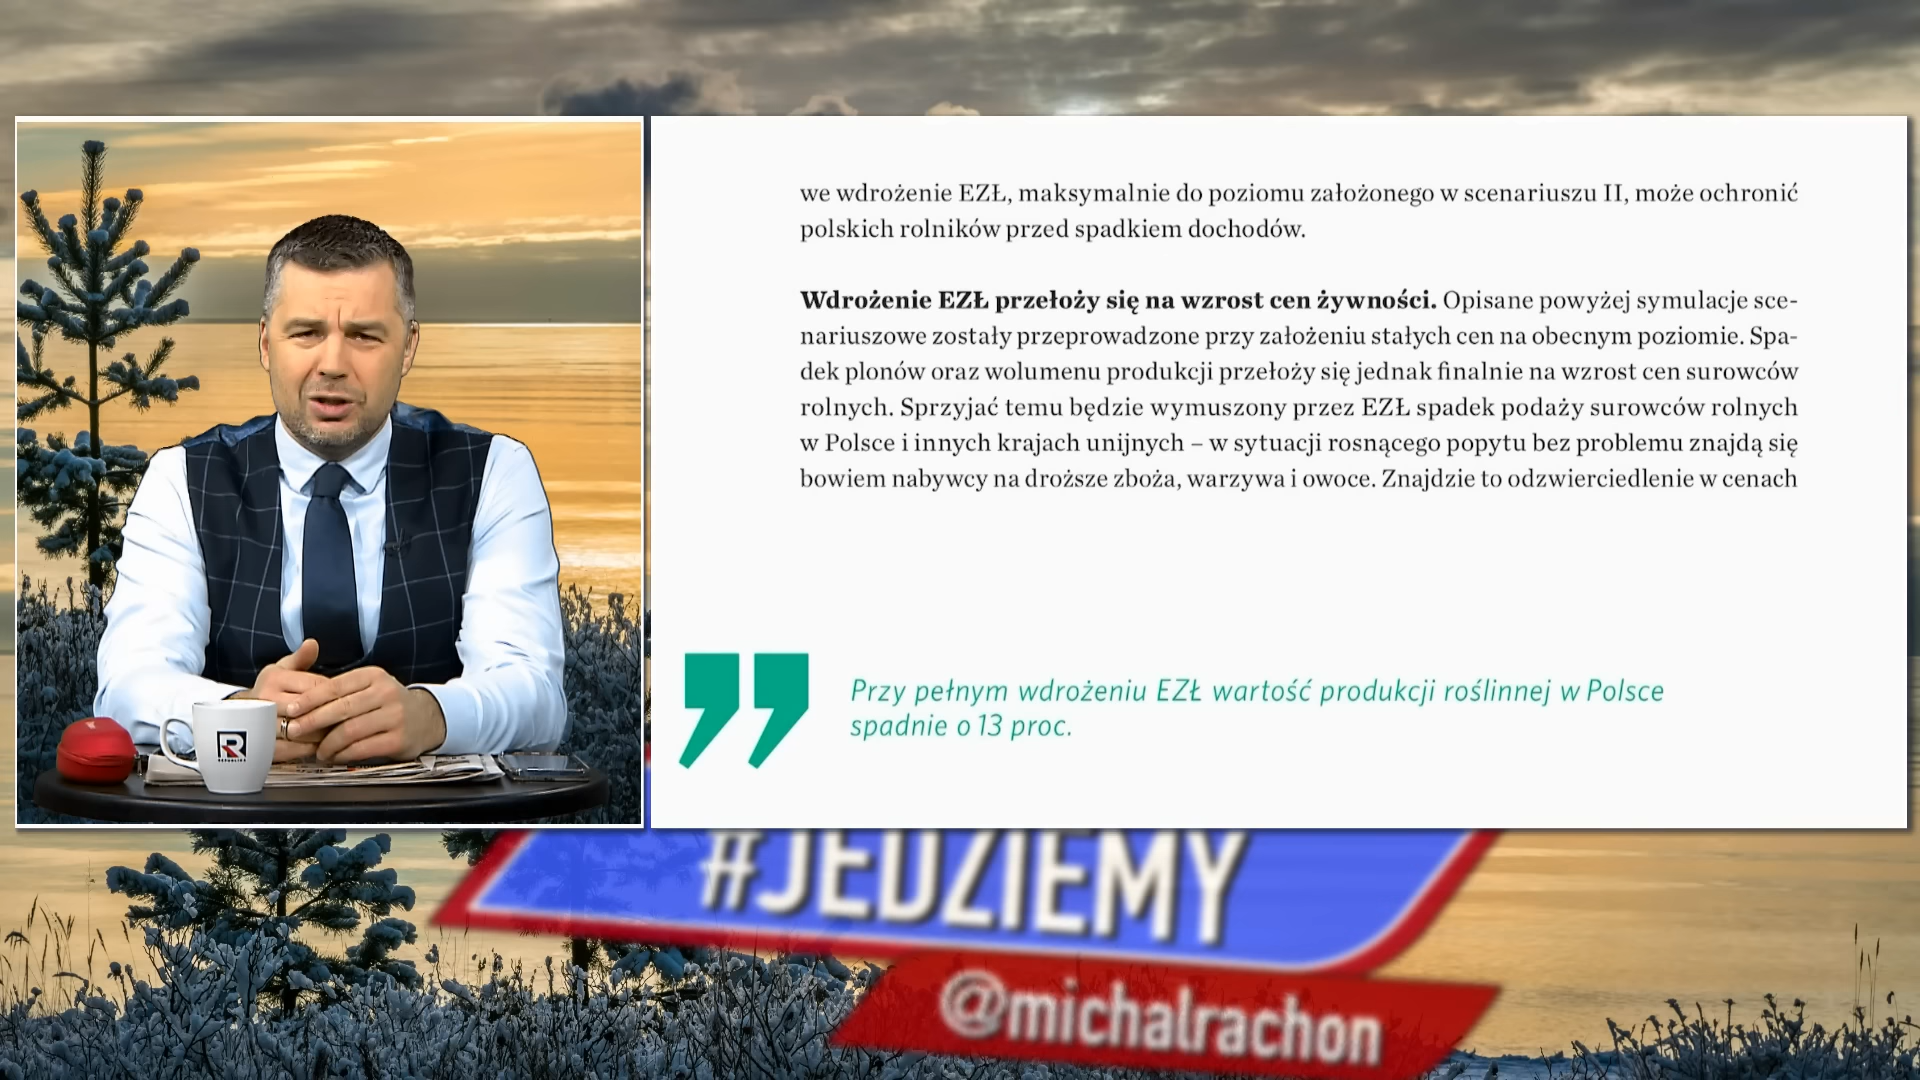 we wdrożenie EZŁ, maksymalnie do poziomu założonego w scenariuszu II, może ochronić
polskich rolników przed spadkiem dochodów.
Wdrożenie EZŁ przełoży się na wzrost cen żywności. Opisane powyżej symulacje sce-
nariuszowe zostały przeprowadzone przy założeniu stałych cen na obecnym poziomie. Spa-
dek plonów oraz wolumenu produkcji przełoży się jednak finalnie na wzrost cen surowców
rolnych. Sprzyjać temu będzie wymuszony przez EZŁ spadek podaży surowców rolnych
w Polsce i innych krajach unijnych – w sytuacji rosnącego popytu bez problemu znajdą się
bowiem nabywcy na droższe zboża, warzywa i owoce. Znajdzie to odzwierciedlenie w cenach
Przy pełnym wdrożeniu EZŁ wartość produkcji roślinnej w Polsce
spadnie o 13 proc.
R
REPUBLIKA
#JEDZIEMY
@michalrachon